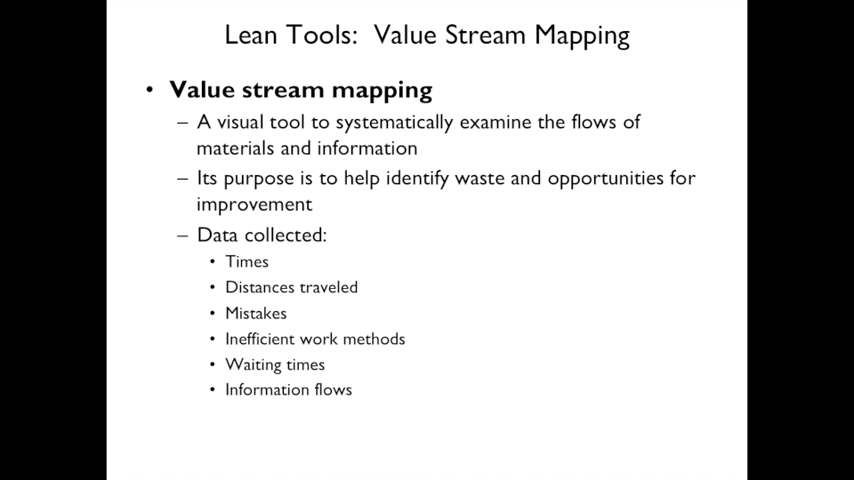 Lean Tools: Value Stream Mapping
• Value stream mapping
– A visual tool to systematically examine the flows of
materials and information
– Its purpose is to help identify waste and opportunities for
improvement
– Data collected:
• Times
• Distances traveled
• Mistakes
• Inefficient work methods
• Waiting times
• Information flows